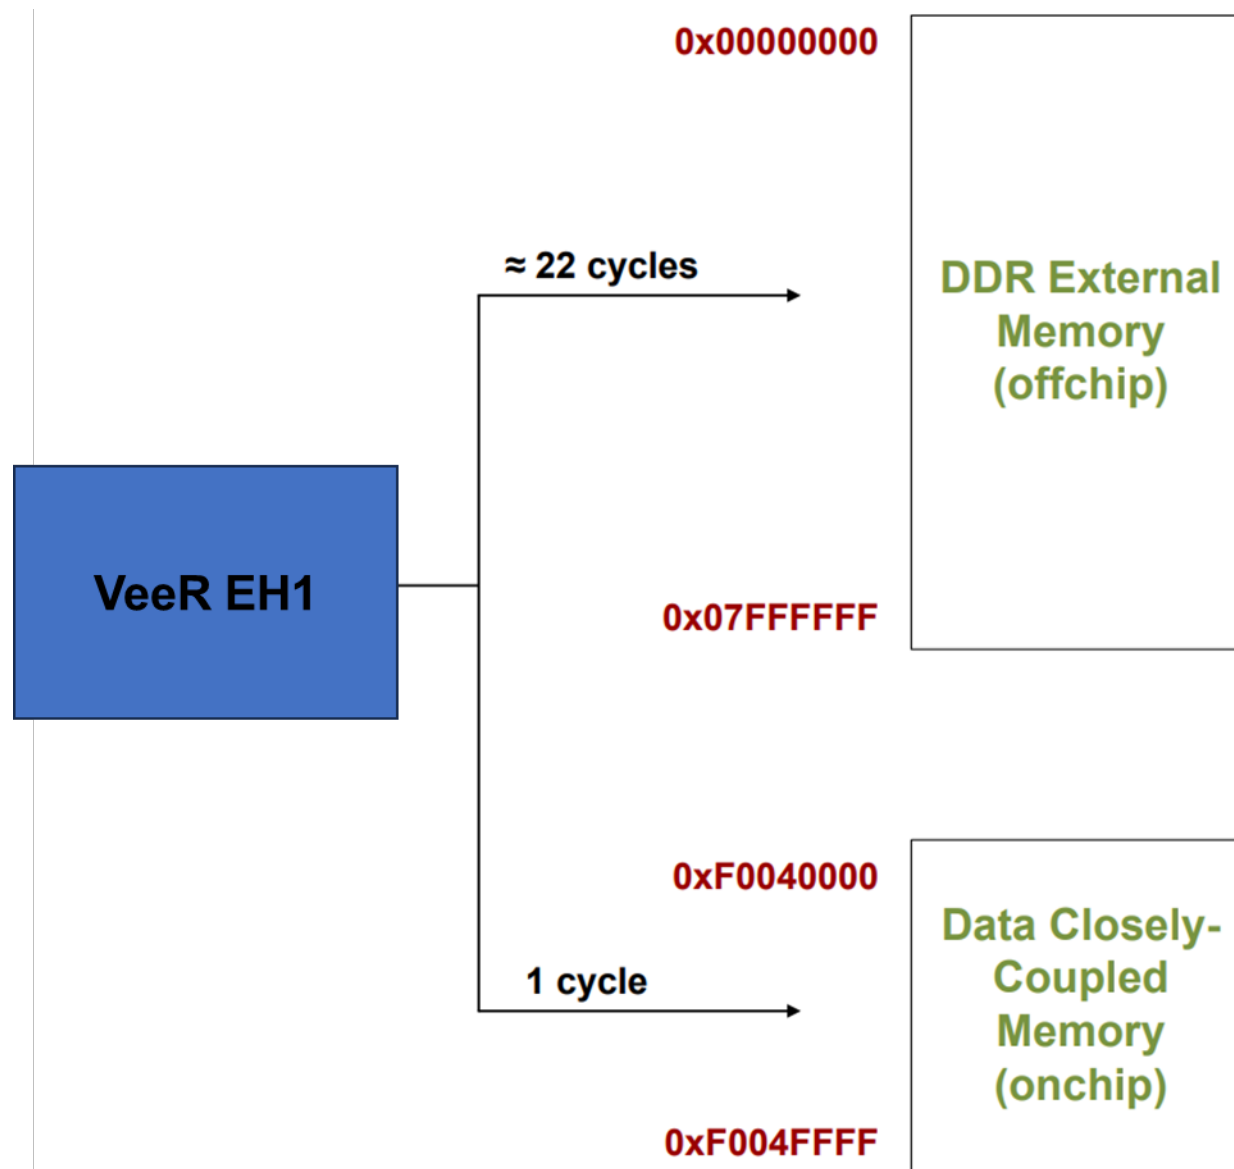 0x00000000
≈ 22 cycles
DDR External
Memory
(offchip)
VeeR EH1
0x07FFFFFF
0xF0040000
Data Closely-
Coupled
Memory
(onchip)
1 cycle
0xF004FFFF